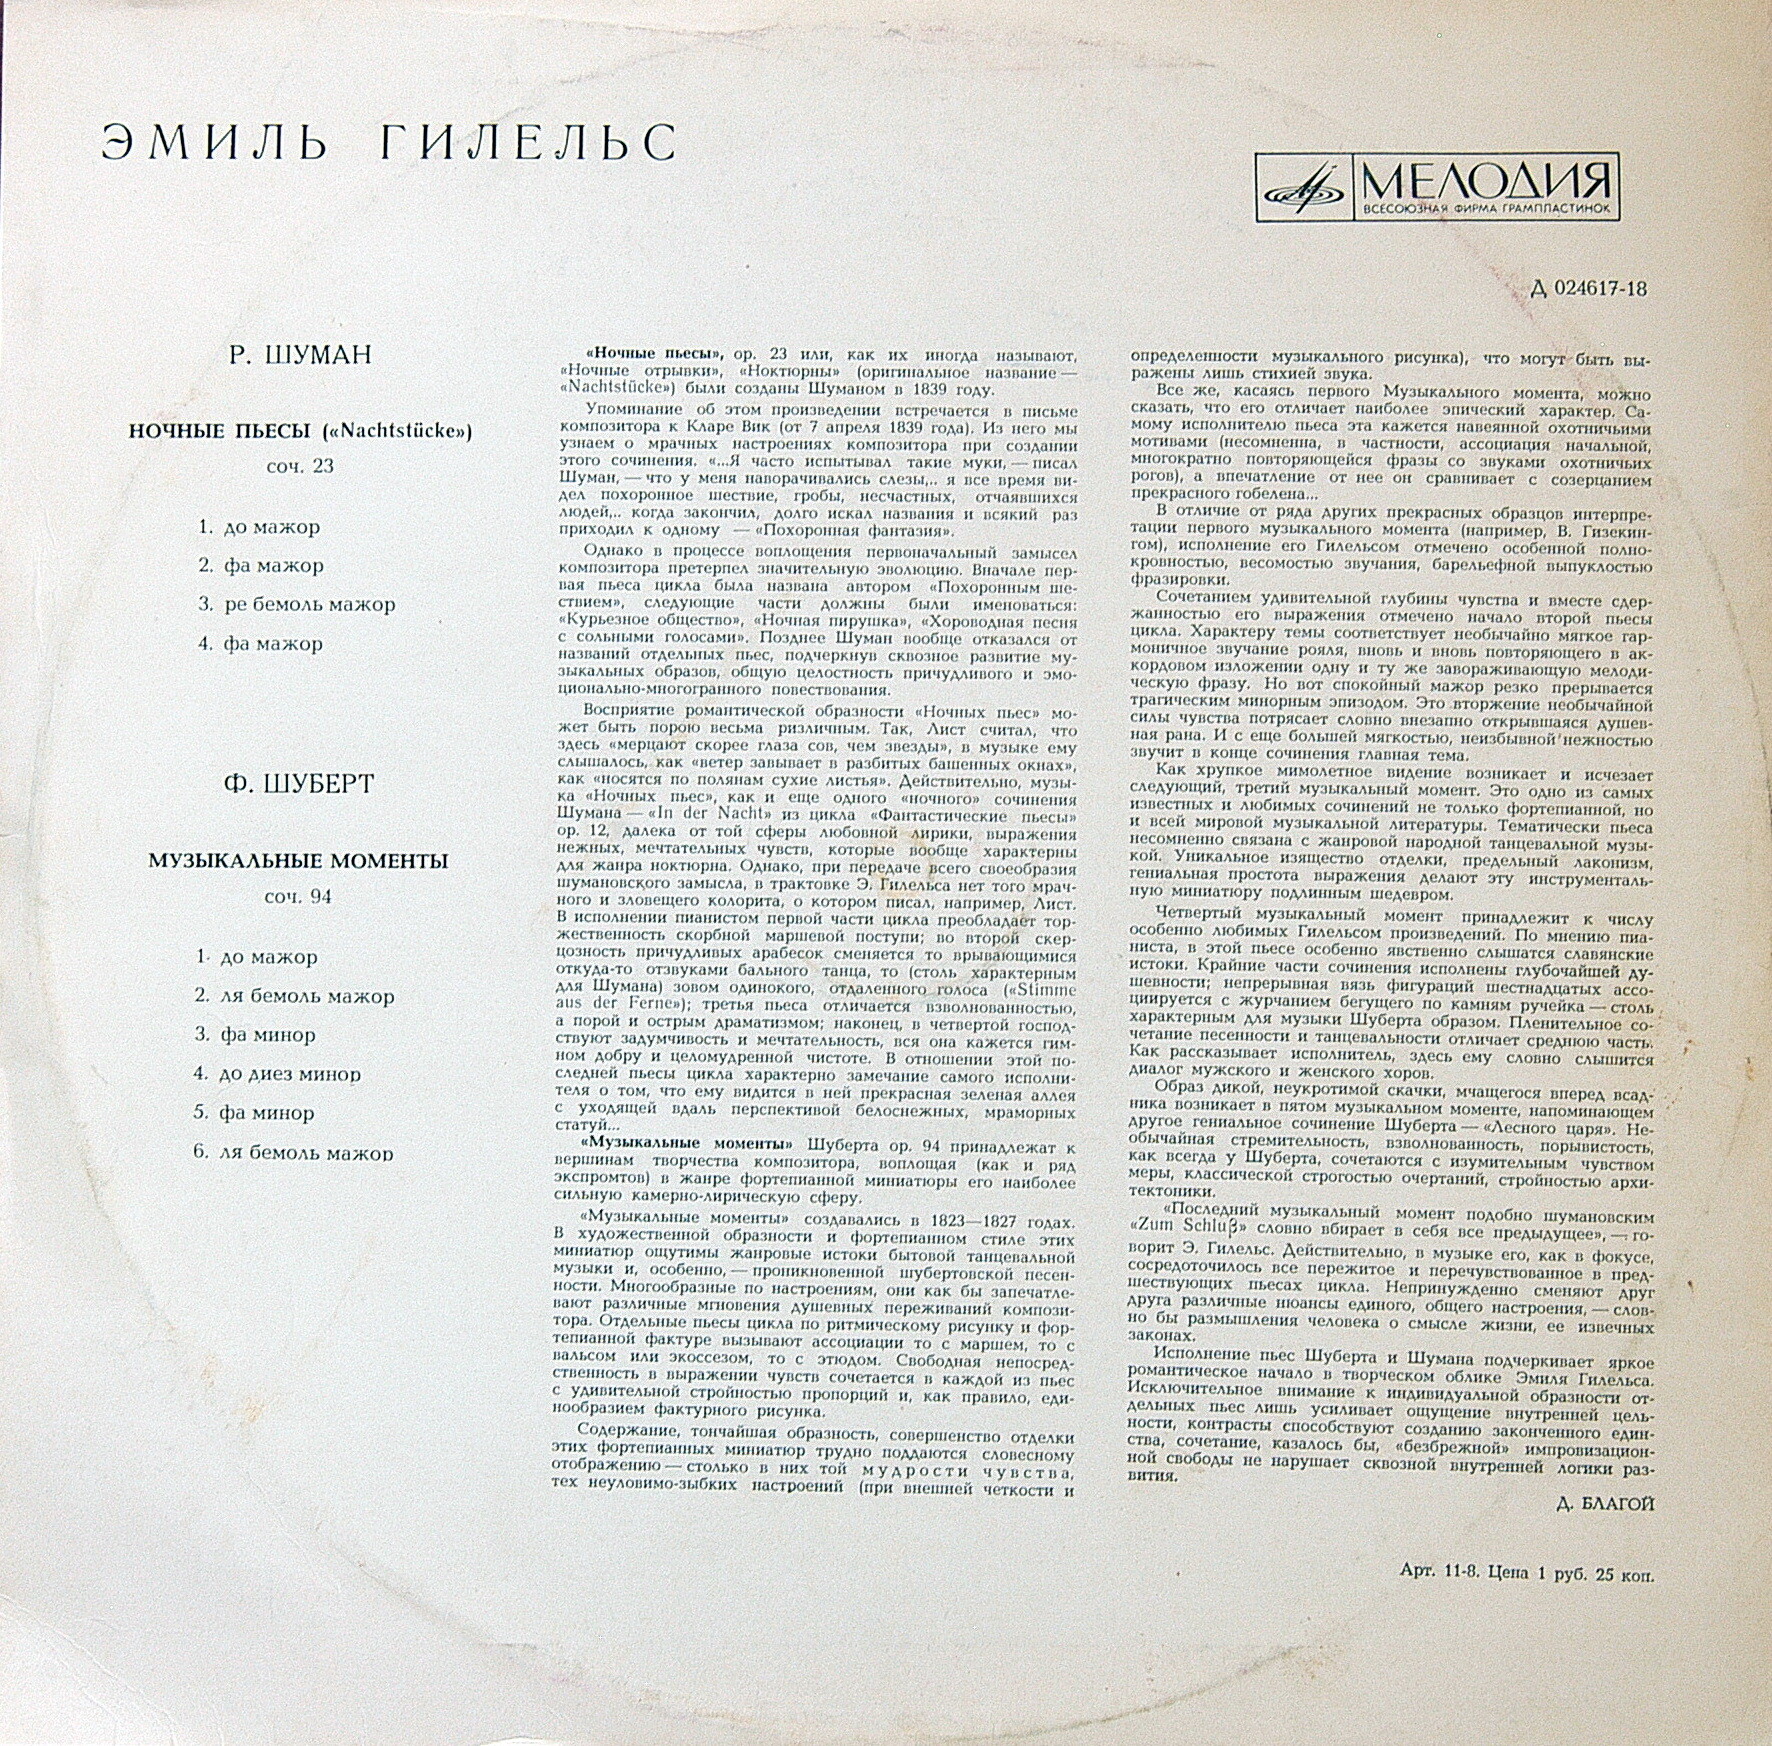 ЭМИЛЬ ГИЛЕЛЬС
МЕЛОДИЯ
ВСЕСОЮЗНАЯ ФИРМА ГРАМПЛАСТИНОК
Д 024617-18
Р. ШУМАН
НОЧНЫЕ ПЬЕСЫ («Nachtstücke»)
соч. 23
1. до мажор
2. фа мажор
3. ре бемоль мажор
4. фа мажор
Ф. ШУБЕРТ
МУЗЫКАЛЬНЫЕ МОМЕНТЫ
соч. 94
1. до мажор
2. ля бемоль мажор
3. фа минор
4. до диез минор
5. фа минор
6. ля бемоль мажор
«Ночные пьесы», ор. 23 или, как их иногда называют,
«Ночные отрывки», «Ноктюрны» (оригинальное название —
«Nachtstücke») были созданы Шуманом в 1839 году.
Упоминание об этом произведении встречается в письме
композитора к Кларе Вик (от 7 апреля 1839 года). Из него мы
узнаем о мрачных настроениях композитора при создании
этого сочинения. «...Я часто испытывал такие муки, — писал
Шуман, — что у меня наворачивались слезы,.. я все время ви-
дел похоронное шествие, гробы, несчастных, отчаявшихся
людей,.. когда закончил, долго искал названия и всякий раз
приходил к одному — «Похоронная фантазия».
Однако в процессе воплощения первоначальный замысел
композитора претерпел значительную эволюцию. Вначале пер-
вая пьеса цикла была названа автором «Похоронным ше-
ствием», следующие части должны были именоваться:
«Курьезное общество», «Ночная пирушка», «Хороводная песня
с сольными голосами». Позднее Шуман вообще отказался от
названий отдельных пьес, подчеркнув сквозное развитие му-
зыкальных образов, общую целостность причудливого и эмо-
ционально-многогранного повествования.
Восприятие романтической образности «Ночных пьес» мо-
жет быть порою весьма ризличным. Так, Лист считал, что
здесь «мерцают скорее глаза сов, чем звезды», в музыке ему
слышалось, как «ветер завывает в разбитых башенных окнах»,
как «носятся по полянам сухие листья». Действительно, музы-
ка «Ночных пьес», как и еще одного «ночного» сочинения
Шумана — «In der Nacht» из цикла «Фантастические пьесы»
ор. 12, далека от той сферы любовной лирики, выражения
нежных, мечтательных чувств, которые вообще характерны
для жанра ноктюрна. Однако, при передаче всего своеобразия
шумановского замысла, в трактовке Э. Гилельса нет того мрач-
ного и зловещего колорита, о котором писал, например, Лист.
В исполнении пианистом первой части цикла преобладает тор-
жественность скорбной маршевой поступи; во второй скер-
цозность причудливых арабесок сменяется то врывающимися
откуда-то отзвуками бального танца, то (столь характерным
для Шумана) зовом одинокого, отдаленного голоса («Stimme
aus der Ferne»); третья пьеса отличается взволнованностью,
а порой и острым драматизмом; наконец, в четвертой господ-
ствуют задумчивость и мечтательность, вся она кажется гим-
ном добру и целомудренной чистоте. В отношении этой по-
следней пьесы цикла характерно замечание самого исполни-
теля о том, что ему видится в ней прекрасная зеленая аллея
с уходящей вдаль перспективой белоснежных, мраморных
статуй...
«Музыкальные моменты» Шуберта ор. 94 принадлежат к
вершинам творчества композитора, воплощая (как и ряд
экспромтов) в жанре фортепианной миниатюры его наиболее
сильную камерно-лирическую сферу.
«Музыкальные моменты» создавались в 1823—1827 годах.
В художественной образности и фортепианном стиле этих
миниатюр ощутимы жанровые истоки бытовой танцевальной
музыки и, особенно, — проникновенной шубертовской песен-
ности. Многообразные по настроениям, они как бы запечатле-
вают различные мгновения душевных переживаний компози-
тора. Отдельные пьесы цикла по ритмическому рисунку и фор-
тепианной фактуре вызывают ассоциации то с маршем, то с
вальсом или экоссезом, то с этюдом. Свободная непосред-
ственность в выражении чувств сочетается в каждой из пьес
с удивительной стройностью пропорций и, как правило, еди-
нообразием фактурного рисунка.
Содержание, тончайшая образность, совершенство отделки
этих фортепианных миниатюр трудно поддаются словесному
отображению — столько в них той мудрости чувства,
тех неуловимо-зыбких настроений (при внешней четкости и
определенности музыкального рисунка), что могут быть вы-
ражены лишь стихией звука.
Все же, касаясь первого Музыкального момента, можно
сказать, что его отличает наиболее эпический характер. Са-
мому исполнителю пьеса эта кажется навеянной охотничьими
мотивами (несомненна, в частности, ассоциация начальной,
многократно повторяющейся фразы со звуками охотничьих
рогов), а впечатление от нее он сравнивает с созерцанием
прекрасного гобелена...
В отличие от ряда других прекрасных образцов интерпре-
тации первого музыкального момента (например, В. Гизекин-
гом), исполнение его Гилельсом отмечено особенной полно-
кровностью, весомостью звучания, барельефной выпуклостью
фразировки.
Сочетанием удивительной глубины чувства и вместе сдер-
жанностью его выражения отмечено начало второй пьесы
цикла. Характеру темы соответствует необычайно мягкое гар-
моничное звучание рояля, вновь и вновь повторяющего в ак-
кордовом изложении одну и ту же завораживающую мелоди-
ческую фразу. Но вот спокойный мажор резко прерывается
трагическим минорным эпизодом. Это вторжение необычайной
силы чувства потрясает словно внезапно открывшаяся душев-
ная рана. И с еще большей мягкостью, неизбывной нежностью
звучит в конце сочинения главная тема.
Как хрупкое мимолетное видение возникает и исчезает
следующий, третий музыкальный момент. Это одно из самых
известных и любимых сочинений не только фортепианной, но
и всей мировой музыкальной литературы. Тематически пьеса
несомненно связана с жанровой народной танцевальной музы-
кой. Уникальное изящество отделки, предельный лаконизм,
гениальная простота выражения делают эту инструменталь-
ную миниатюру подлинным шедевром.
Четвертый музыкальный момент принадлежит к числу
особенно любимых Гилельсом произведений. По мнению пиа-
ниста, в этой пьесе особенно явственно слышатся славянские
истоки. Крайние части сочинения исполнены глубочайшей ду-
шевности; непрерывная вязь фигураций шестнадцатых ассо-
циируется с журчанием бегущего по камням ручейка — столь
характерным для музыки Шуберта образом. Пленительное со-
четание песенности и танцевальности отличает среднюю часть.
Как рассказывает исполнитель, здесь ему словно слышится
диалог мужского и женского хоров.
Образ дикой, неукротимой скачки, мчащегося вперед всад-
ника возникает в пятом музыкальном моменте, напоминающем
другое гениальное сочинение Шуберта — «Лесного царя». Не-
обычайная стремительность, взволнованность, порывистость,
как всегда у Шуберта, сочетаются с изумительным чувством
меры, классической строгостью очертаний, стройностью архи-
тектоники.
«Последний музыкальный момент подобно шумановским
«Zum Schluß» словно вбирает в себя все предыдущее», — го-
ворит Э. Гилельс. Действительно, в музыке его, как в фокусе,
сосредоточилось все пережитое и перечувствованное в пред-
шествующих пьесах цикла. Непринужденно сменяют друг
друга различные нюансы единого, общего настроения, — слов-
но бы размышления человека о смысле жизни, ее извечных
законах.
Исполнение пьес Шуберта и Шумана подчеркивает яркое
романтическое начало в творческом облике Эмиля Гилельса.
Исключительное внимание к индивидуальной образности от-
дельных пьес лишь усиливает ощущение внутренней цель-
ности, контрасты способствуют созданию законченного един-
ства, сочетание, казалось бы, «безбрежной» импровизацион-
ной свободы не нарушает сквозной внутренней логики раз-
вития.
Д. БЛАГОЙ
Арт. 11-8. Цена 1 руб. 25 коп.